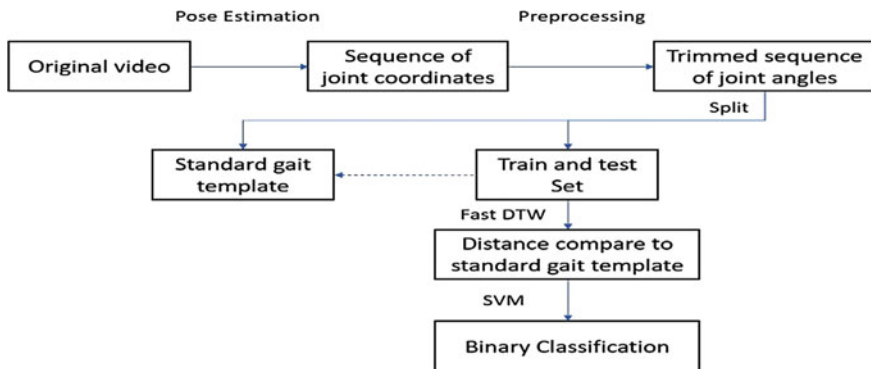 Pose Estimation
Preprocessing
Original video
Sequence of
joint coordinates
Trimmed sequence
of joint angles
Split
Standard gait
template
Train and test
Set
Fast DTW
Distance compare to
standard gait template
SVM
Binary Classification